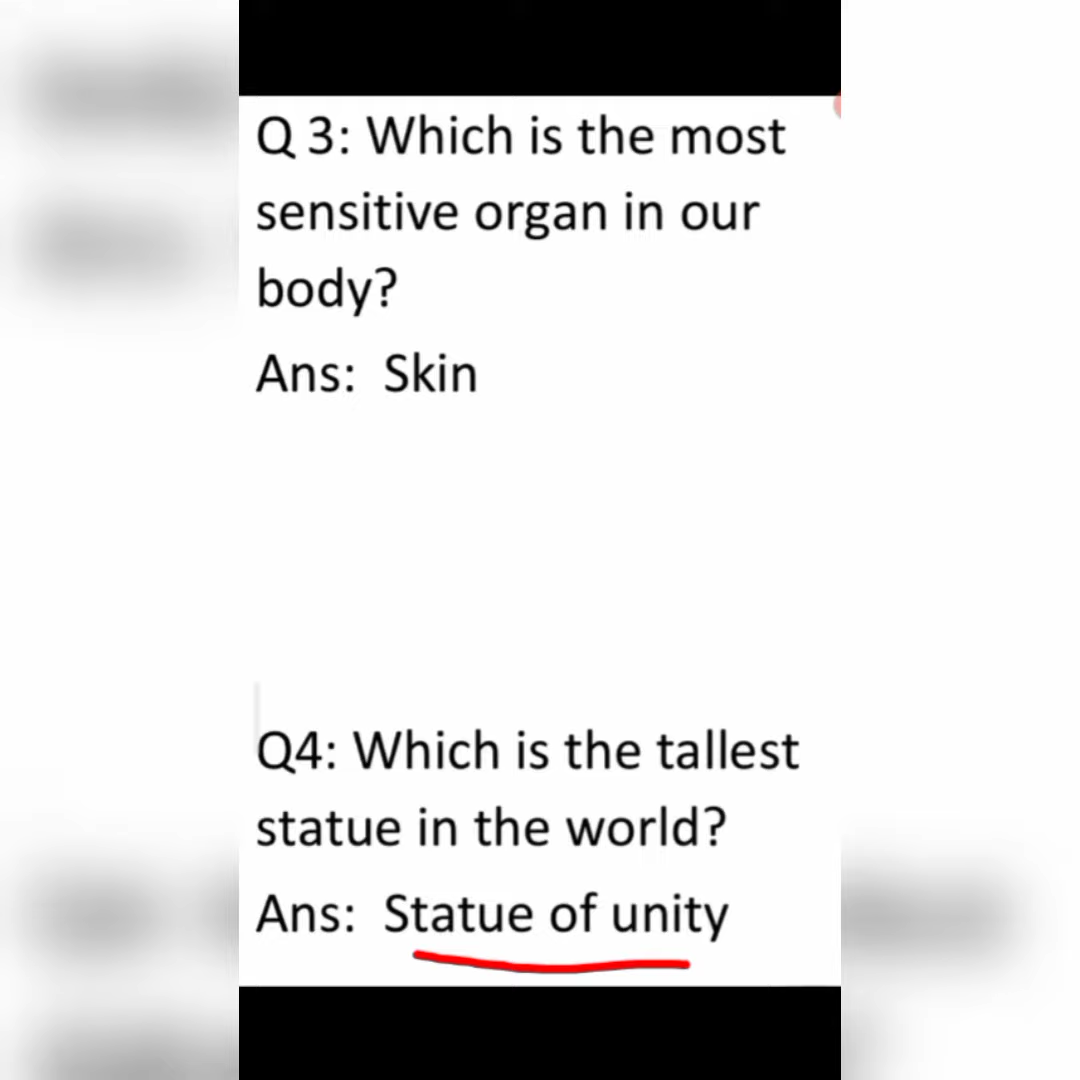 Q 3: Which is the most
sensitive organ in our
body?
Ans:  Skin
Q4: Which is the tallest
statue in the world?
Ans:  Statue of unity